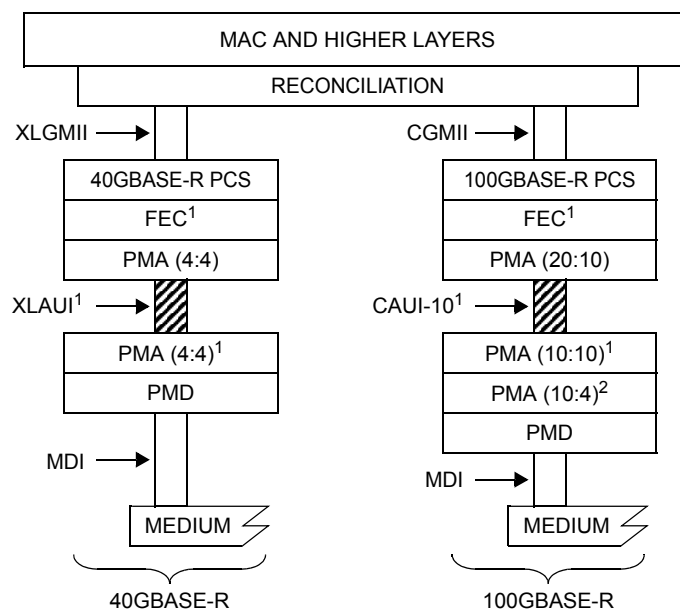 MAC AND HIGHER LAYERS
RECONCILIATION
XLGMII
40GBASE-R PCS
FEC¹
PMA (4:4)
XLAUI¹
PMA (4:4)¹
PMD
MDI
MEDIUM
40GBASE-R
CGMII
100GBASE-R PCS
FEC¹
PMA (20:10)
CAUI-10¹
PMA (10:10)¹
PMA (10:4)²
PMD
MDI
MEDIUM
100GBASE-R